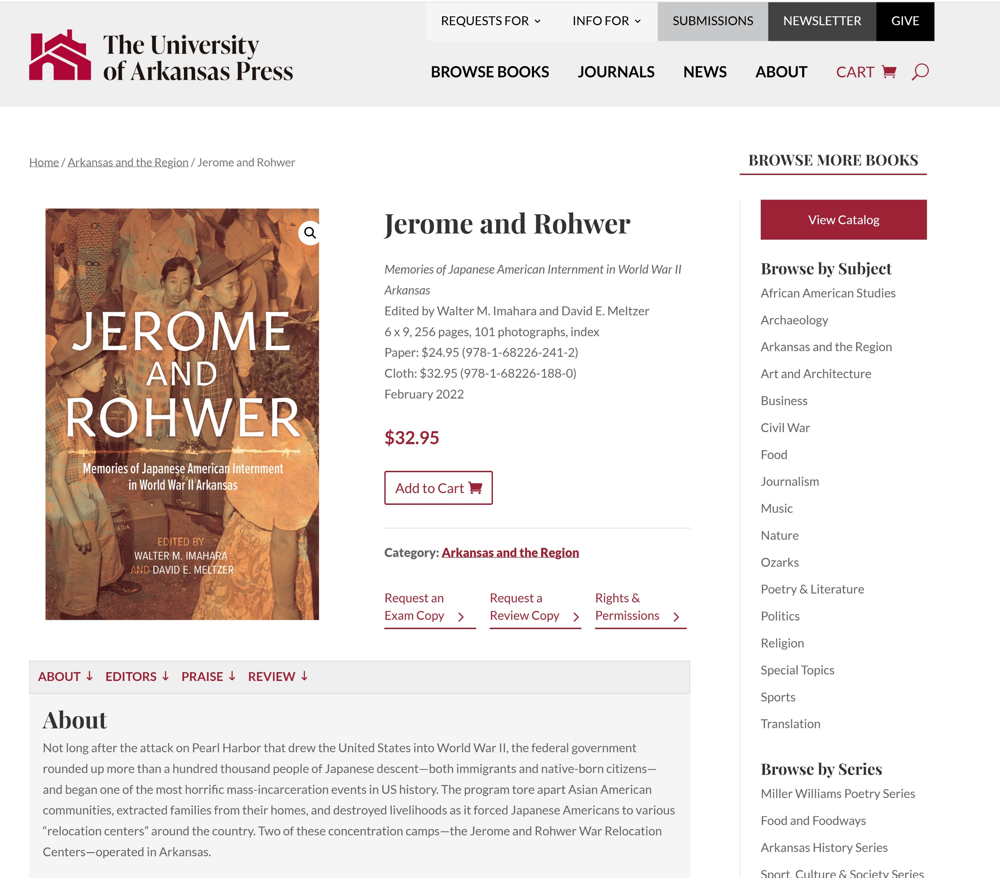 REQUESTS FOR
INFO FOR
SUBMISSIONS
NEWSLETTER
GIVE
The University
of Arkansas Press
BROWSE BOOKS
JOURNALS
NEWS
ABOUT
CART
Home / Arkansas and the Region / Jerome and Rohwer
JEROME
AND
ROHWER
Memories of Japanese American Internment
in World War II Arkansas
EDITED BY
WALTER M. IMAHARA
AND DAVID E. MELTZER
Jerome and Rohwer
Memories of Japanese American Internment in World War II
Arkansas
Edited by Walter M. Imahara and David E. Meltzer
6 x 9, 256 pages, 101 photographs, index
Paper: $24.95 (978-1-68226-241-2)
Cloth: $32.95 (978-1-68226-188-0)
February 2022
$32.95
Add to Cart
Category: Arkansas and the Region
Request an
Exam Copy
Request a
Review Copy
Rights &
Permissions
ABOUT ↓ EDITORS ↓ PRAISE ↓ REVIEW ↓
About
Not long after the attack on Pearl Harbor that drew the United States into World War II, the federal government
rounded up more than a hundred thousand people of Japanese descent—both immigrants and native-born citizens—
and began one of the most horrific mass-incarceration events in US history. The program tore apart Asian American
communities, extracted families from their homes, and destroyed livelihoods as it forced Japanese Americans to various
“relocation centers” around the country. Two of these concentration camps—the Jerome and Rohwer War Relocation
Centers—operated in Arkansas.
BROWSE MORE BOOKS
View Catalog
Browse by Subject
African American Studies
Archaeology
Arkansas and the Region
Art and Architecture
Business
Civil War
Food
Journalism
Music
Nature
Ozarks
Poetry & Literature
Politics
Religion
Special Topics
Sports
Translation
Browse by Series
Miller Williams Poetry Series
Food and Foodways
Arkansas History Series
Sport, Culture & Society Series